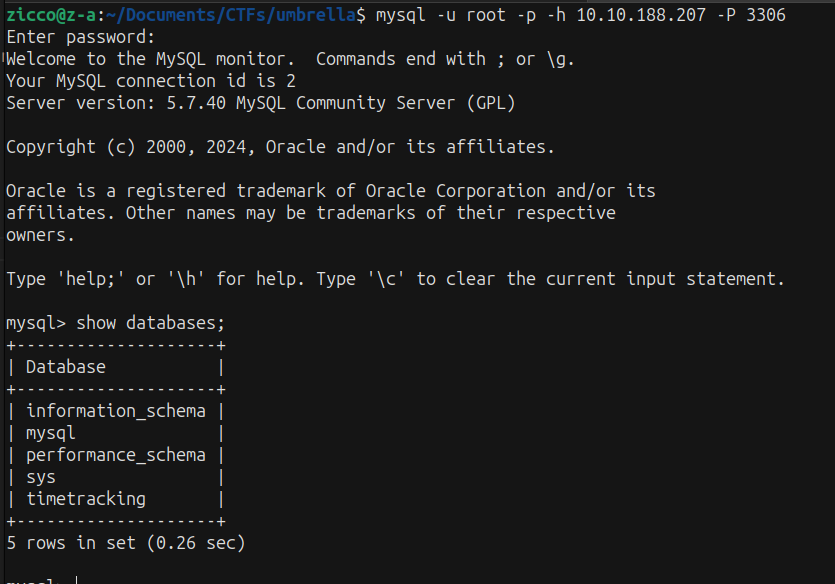 zicco@z-a:~/Documents/CTFs/umbrella$ mysql -u root -p -h 10.10.188.207 -P 3306
Enter password:
Welcome to the MySQL monitor.  Commands end with ; or \g.
Your MySQL connection id is 2
Server version: 5.7.40 MySQL Community Server (GPL)

Copyright (c) 2000, 2024, Oracle and/or its affiliates.

Oracle is a registered trademark of Oracle Corporation and/or its
affiliates. Other names may be trademarks of their respective
owners.

Type 'help;' or '\h' for help. Type '\c' to clear the current input statement.

mysql> show databases;
+--------------------+
| Database           |
+--------------------+
| information_schema |
| mysql              |
| performance_schema |
| sys                |
| timetracking       |
+--------------------+
5 rows in set (0.26 sec)